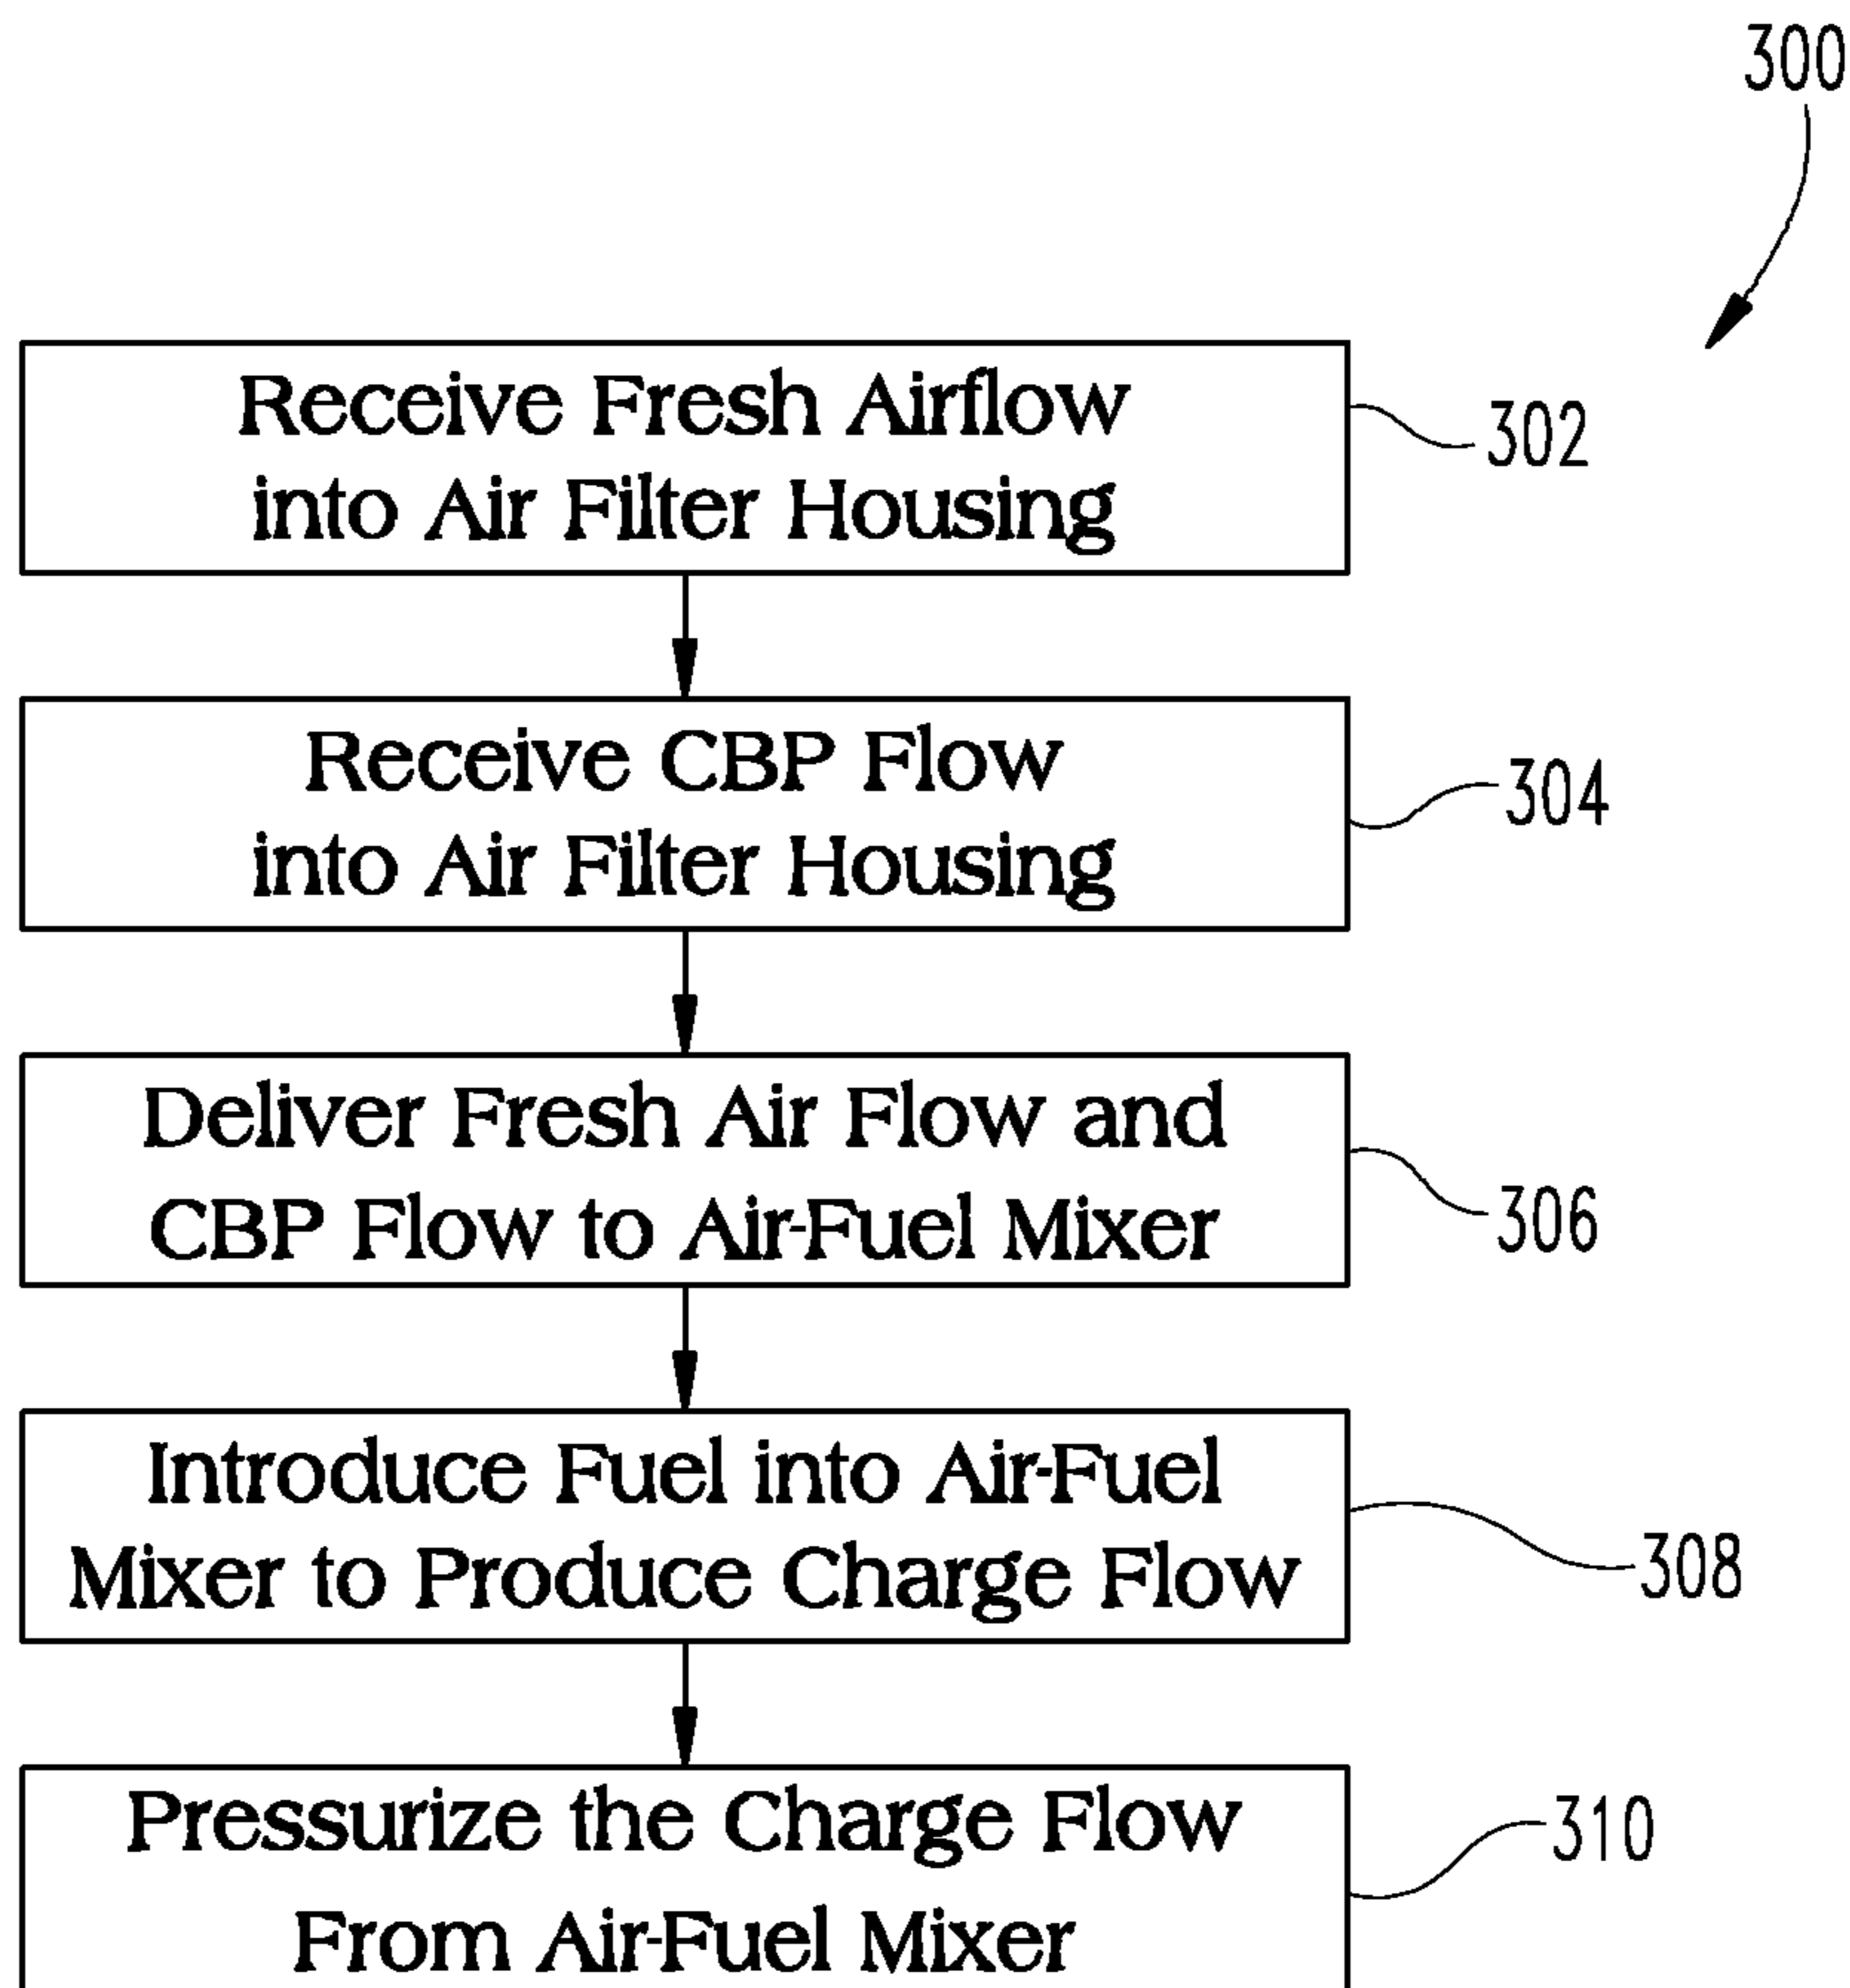 300
Receive Fresh Airflow
into Air Filter Housing
302
Receive CBP Flow
into Air Filter Housing
304
Deliver Fresh Air Flow and
CBP Flow to Air-Fuel Mixer
306
Introduce Fuel into Air-Fuel
Mixer to Produce Charge Flow
308
Pressurize the Charge Flow
From Air-Fuel Mixer
310